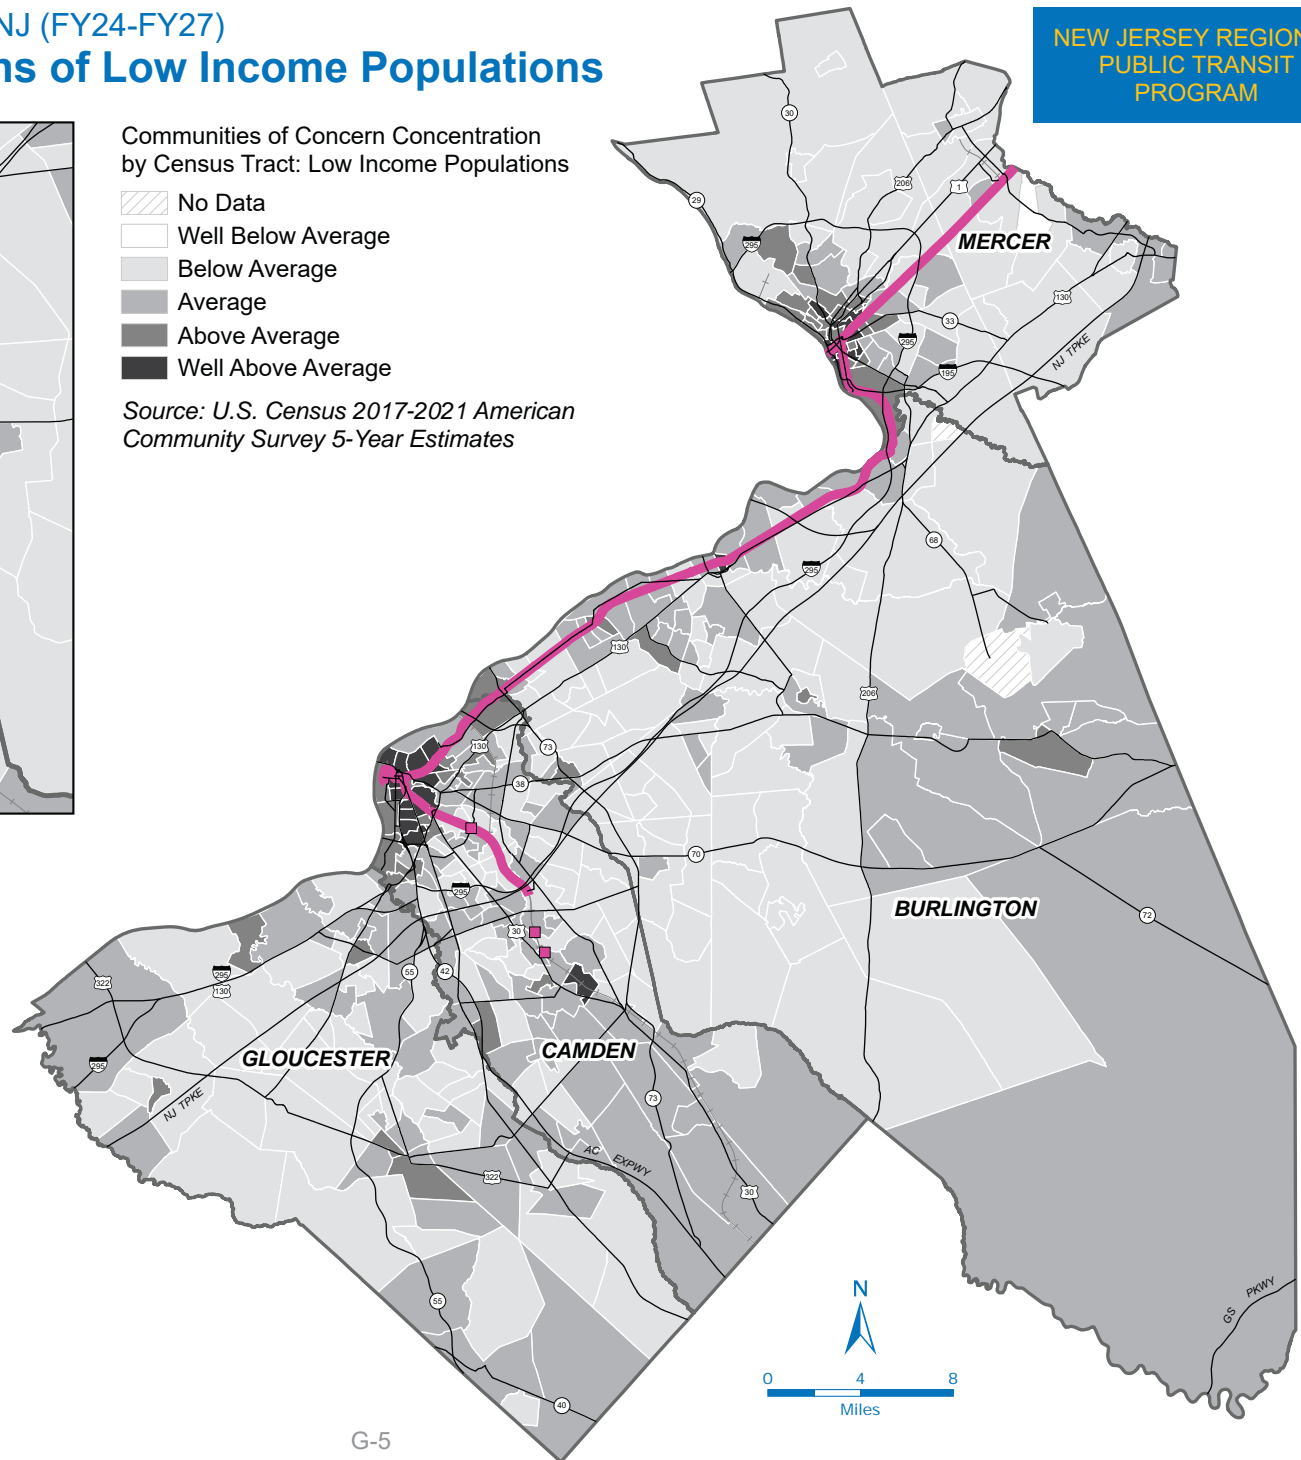 NJ (FY24-FY27)
ns of Low Income Populations
NEW JERSEY REGION
PUBLIC TRANSIT
PROGRAM
Communities of Concern Concentration
by Census Tract: Low Income Populations
No Data
Well Below Average
Below Average
Average
Above Average
Well Above Average
Source: U.S. Census 2017-2021 American
Community Survey 5-Year Estimates
30
29
206
1
295
MERCER
130
33
295
195
NJ TPKE
68
295
130
206
130
73
38
70
295
BURLINGTON
72
30
55
42
322
295
130
295
GLOUCESTER
CAMDEN
NJ TPKE
73
AC EXPWY
322
30
55
40
GS PKWY
N
0 4 8
Miles
G-5